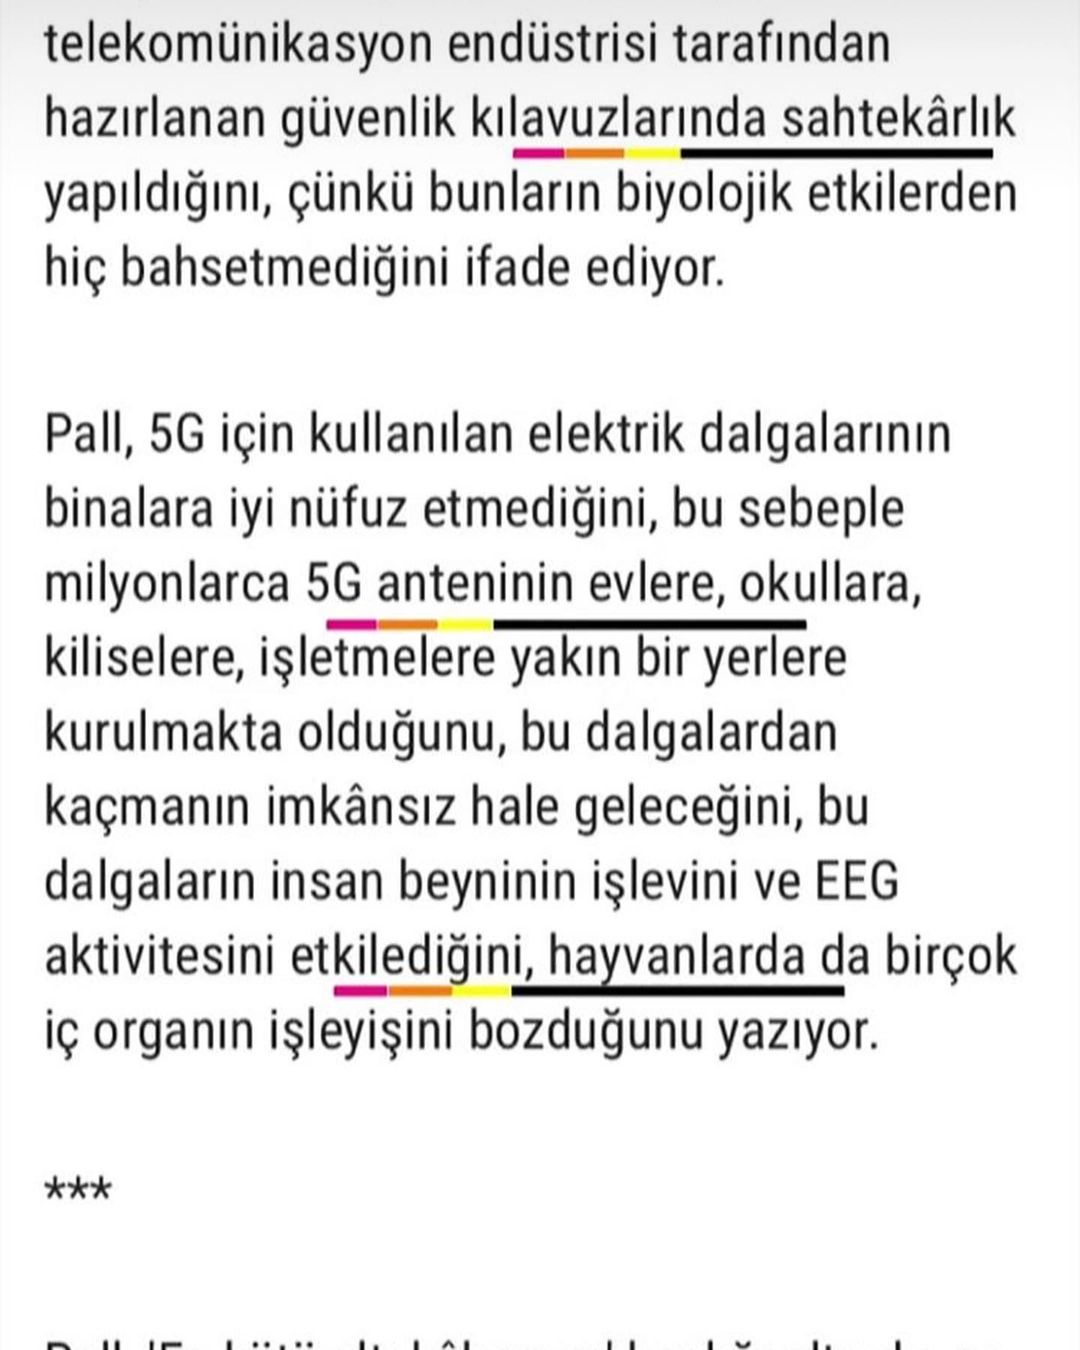 telekomünikasyon endüstrisi tarafından
hazırlanan güvenlik kılavuzlarında sahtekârlık
yapıldığını, çünkü bunların biyolojik etkilerden
hiç bahsetmediğini ifade ediyor.
Pall, 5G için kullanılan elektrik dalgalarının
binalara iyi nüfuz etmediğini, bu sebeple
milyonlarca 5G anteninin evlere, okullara,
kiliselere, işletmelere yakın bir yerlere
kurulmakta olduğunu, bu dalgalardan
kaçmanın imkânsız hale geleceğini, bu
dalgaların insan beyninin işlevini ve EEG
aktivitesini etkilediğini, hayvanlarda da birçok
iç organın işleyişini bozduğunu yazıyor.
***